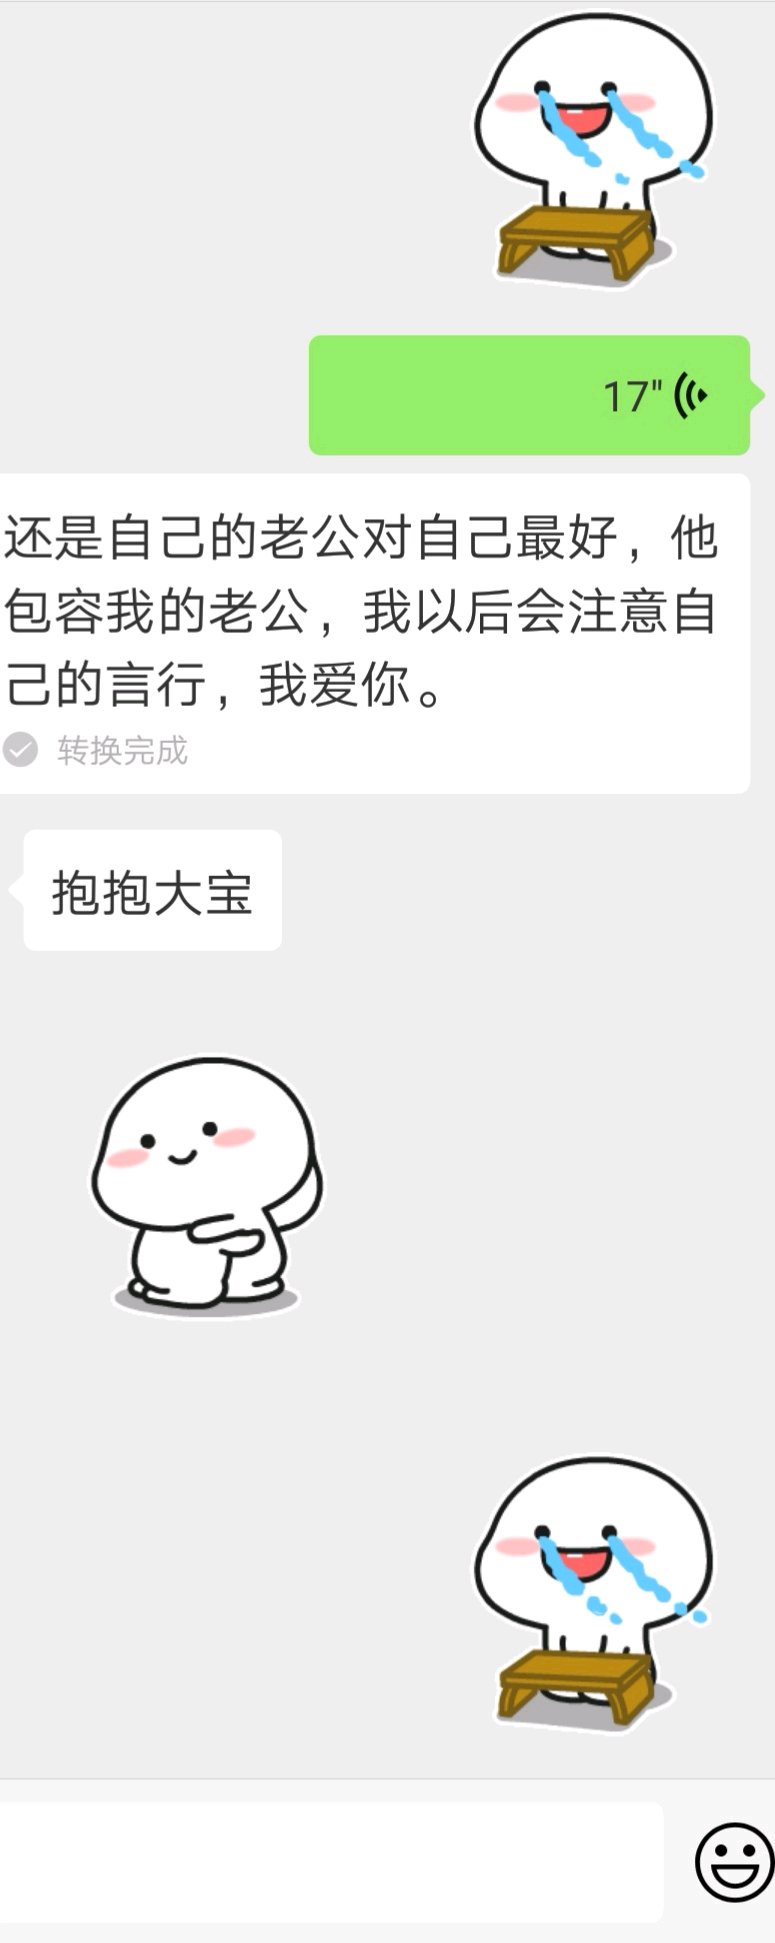 17"
还是自己的老公对自己最好，他
包容我的老公，我以后会注意自
己的言行，我爱你。
转换完成
抱抱大宝